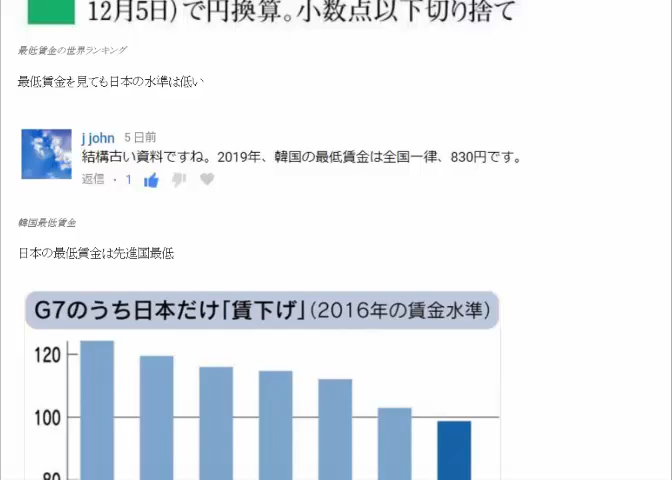 12月5日)で円換算。小数点以下切り捨て
最低賃金の世界ランキング
最低賃金を見ても日本の水準は低い
j john 5 日前
結構古い資料ですね。2019年、韓国の最低賃金は全国一律、830円です。
返信 · 1
韓国最低賃金
日本の最低賃金は先進国最低
G7のうち日本だけ「賃下げ」(2016年の賃金水準)
120
100
80